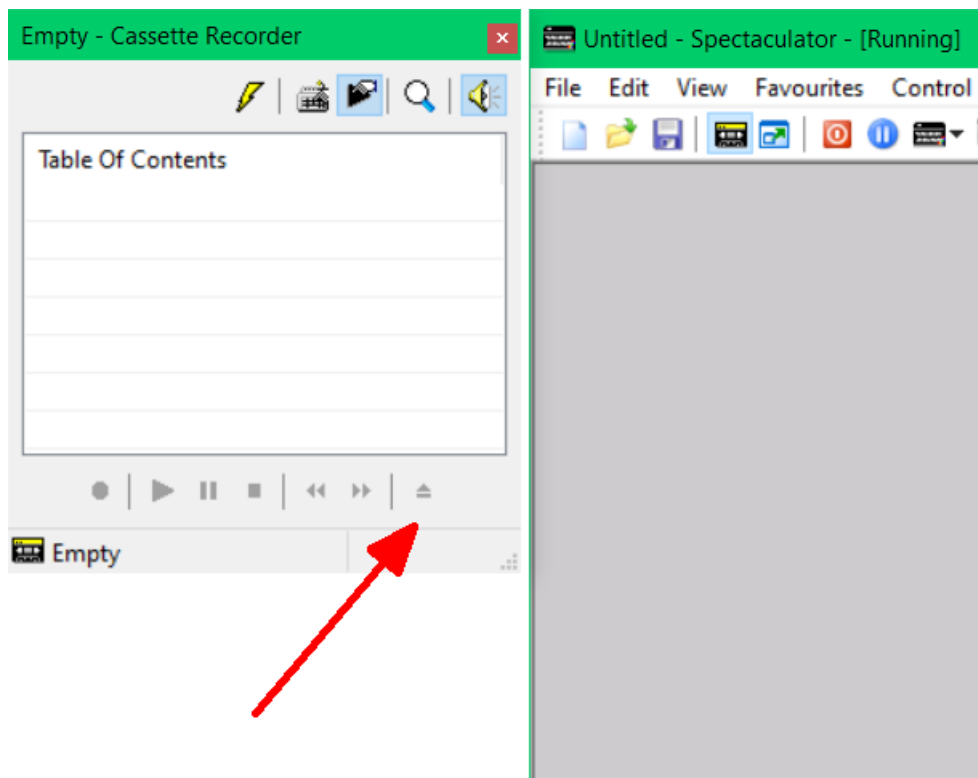 Empty - Cassette Recorder
Table Of Contents
Empty
Untitled - Spectaculator - [Running]
File Edit View Favourites Control